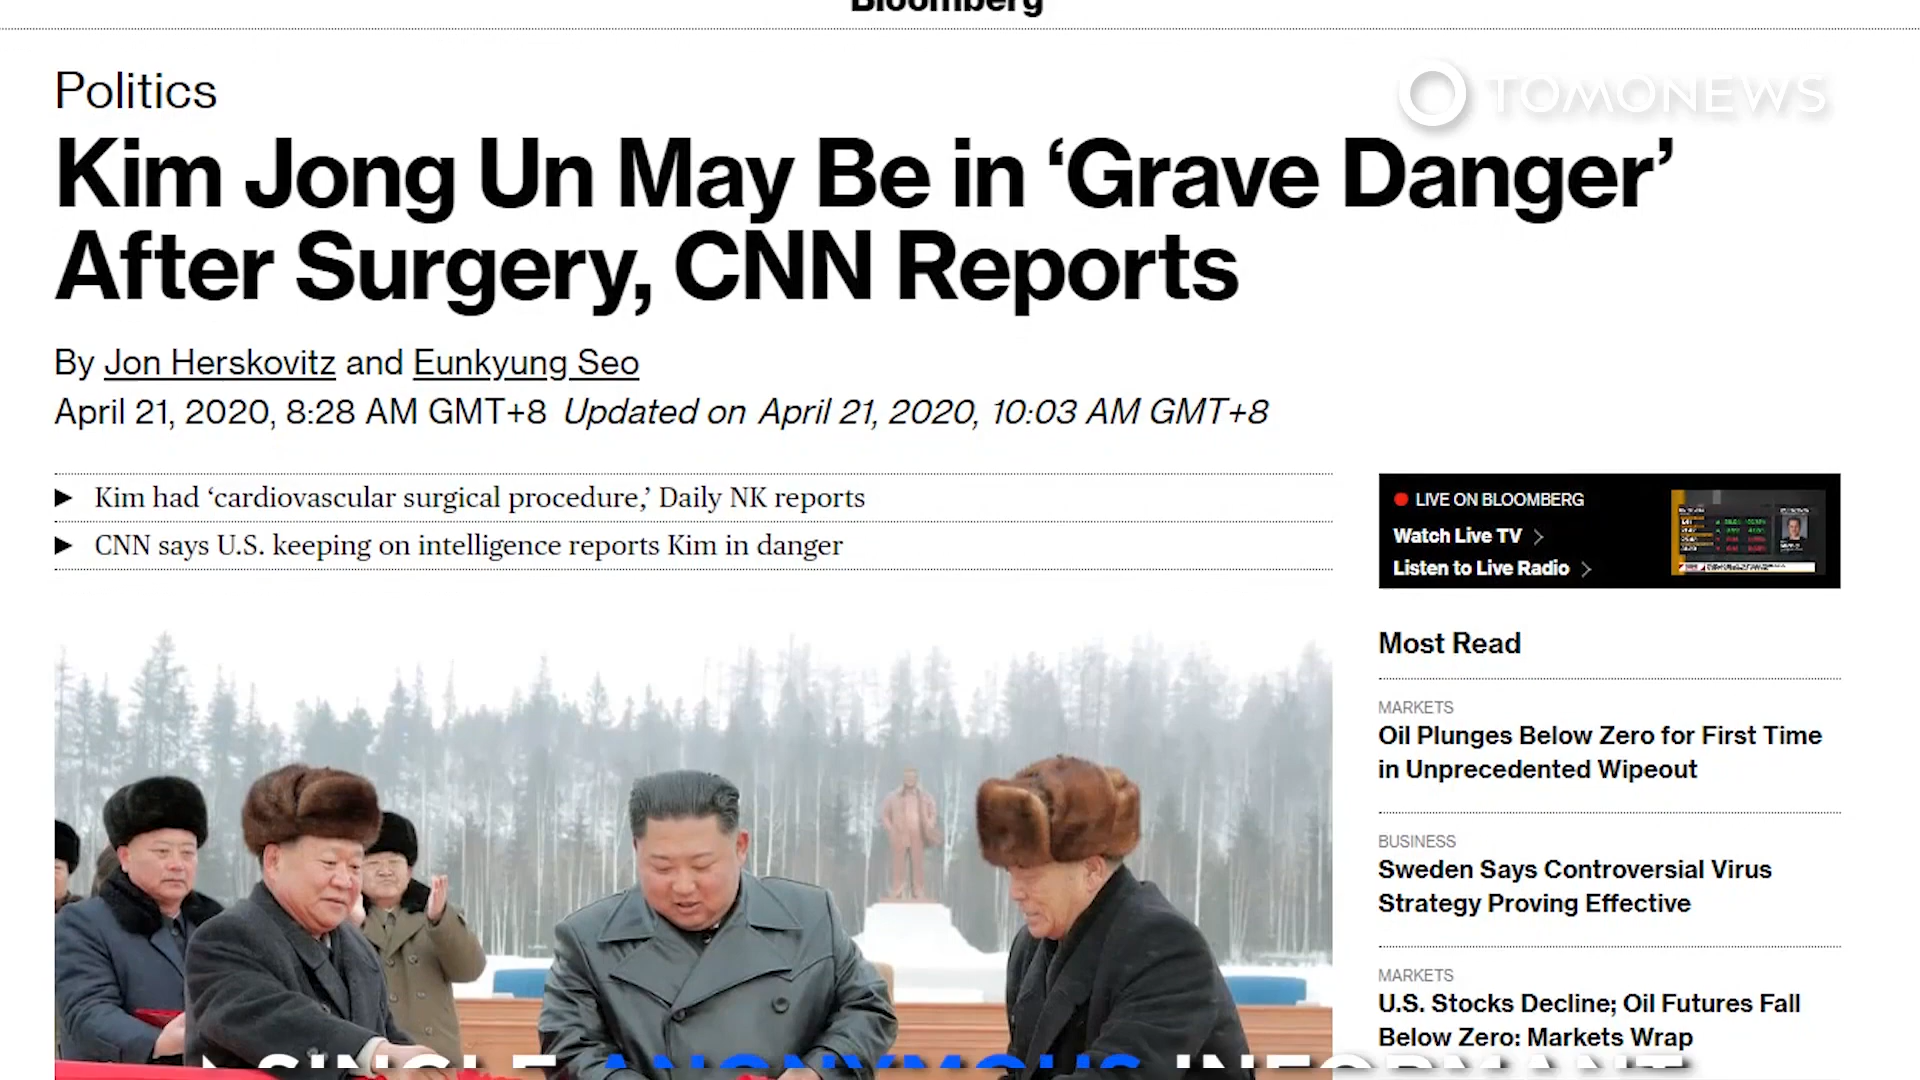 Bloomberg
TOMONEWS
Politics
Kim Jong Un May Be in ‘Grave Danger’
After Surgery, CNN Reports
By Jon Herskovitz and Eunkyung Seo
April 21, 2020, 8:28 AM GMT+8 Updated on April 21, 2020, 10:03 AM GMT+8
▶ Kim had ‘cardiovascular surgical procedure,’ Daily NK reports
▶ CNN says U.S. keeping on intelligence reports Kim in danger
LIVE ON BLOOMBERG
Watch Live TV >
Listen to Live Radio >
Most Read
MARKETS
Oil Plunges Below Zero for First Time
in Unprecedented Wipeout
BUSINESS
Sweden Says Controversial Virus
Strategy Proving Effective
MARKETS
U.S. Stocks Decline; Oil Futures Fall
Below Zero: Markets Wrap
SINGLE ANONYMOUS INFORMANT